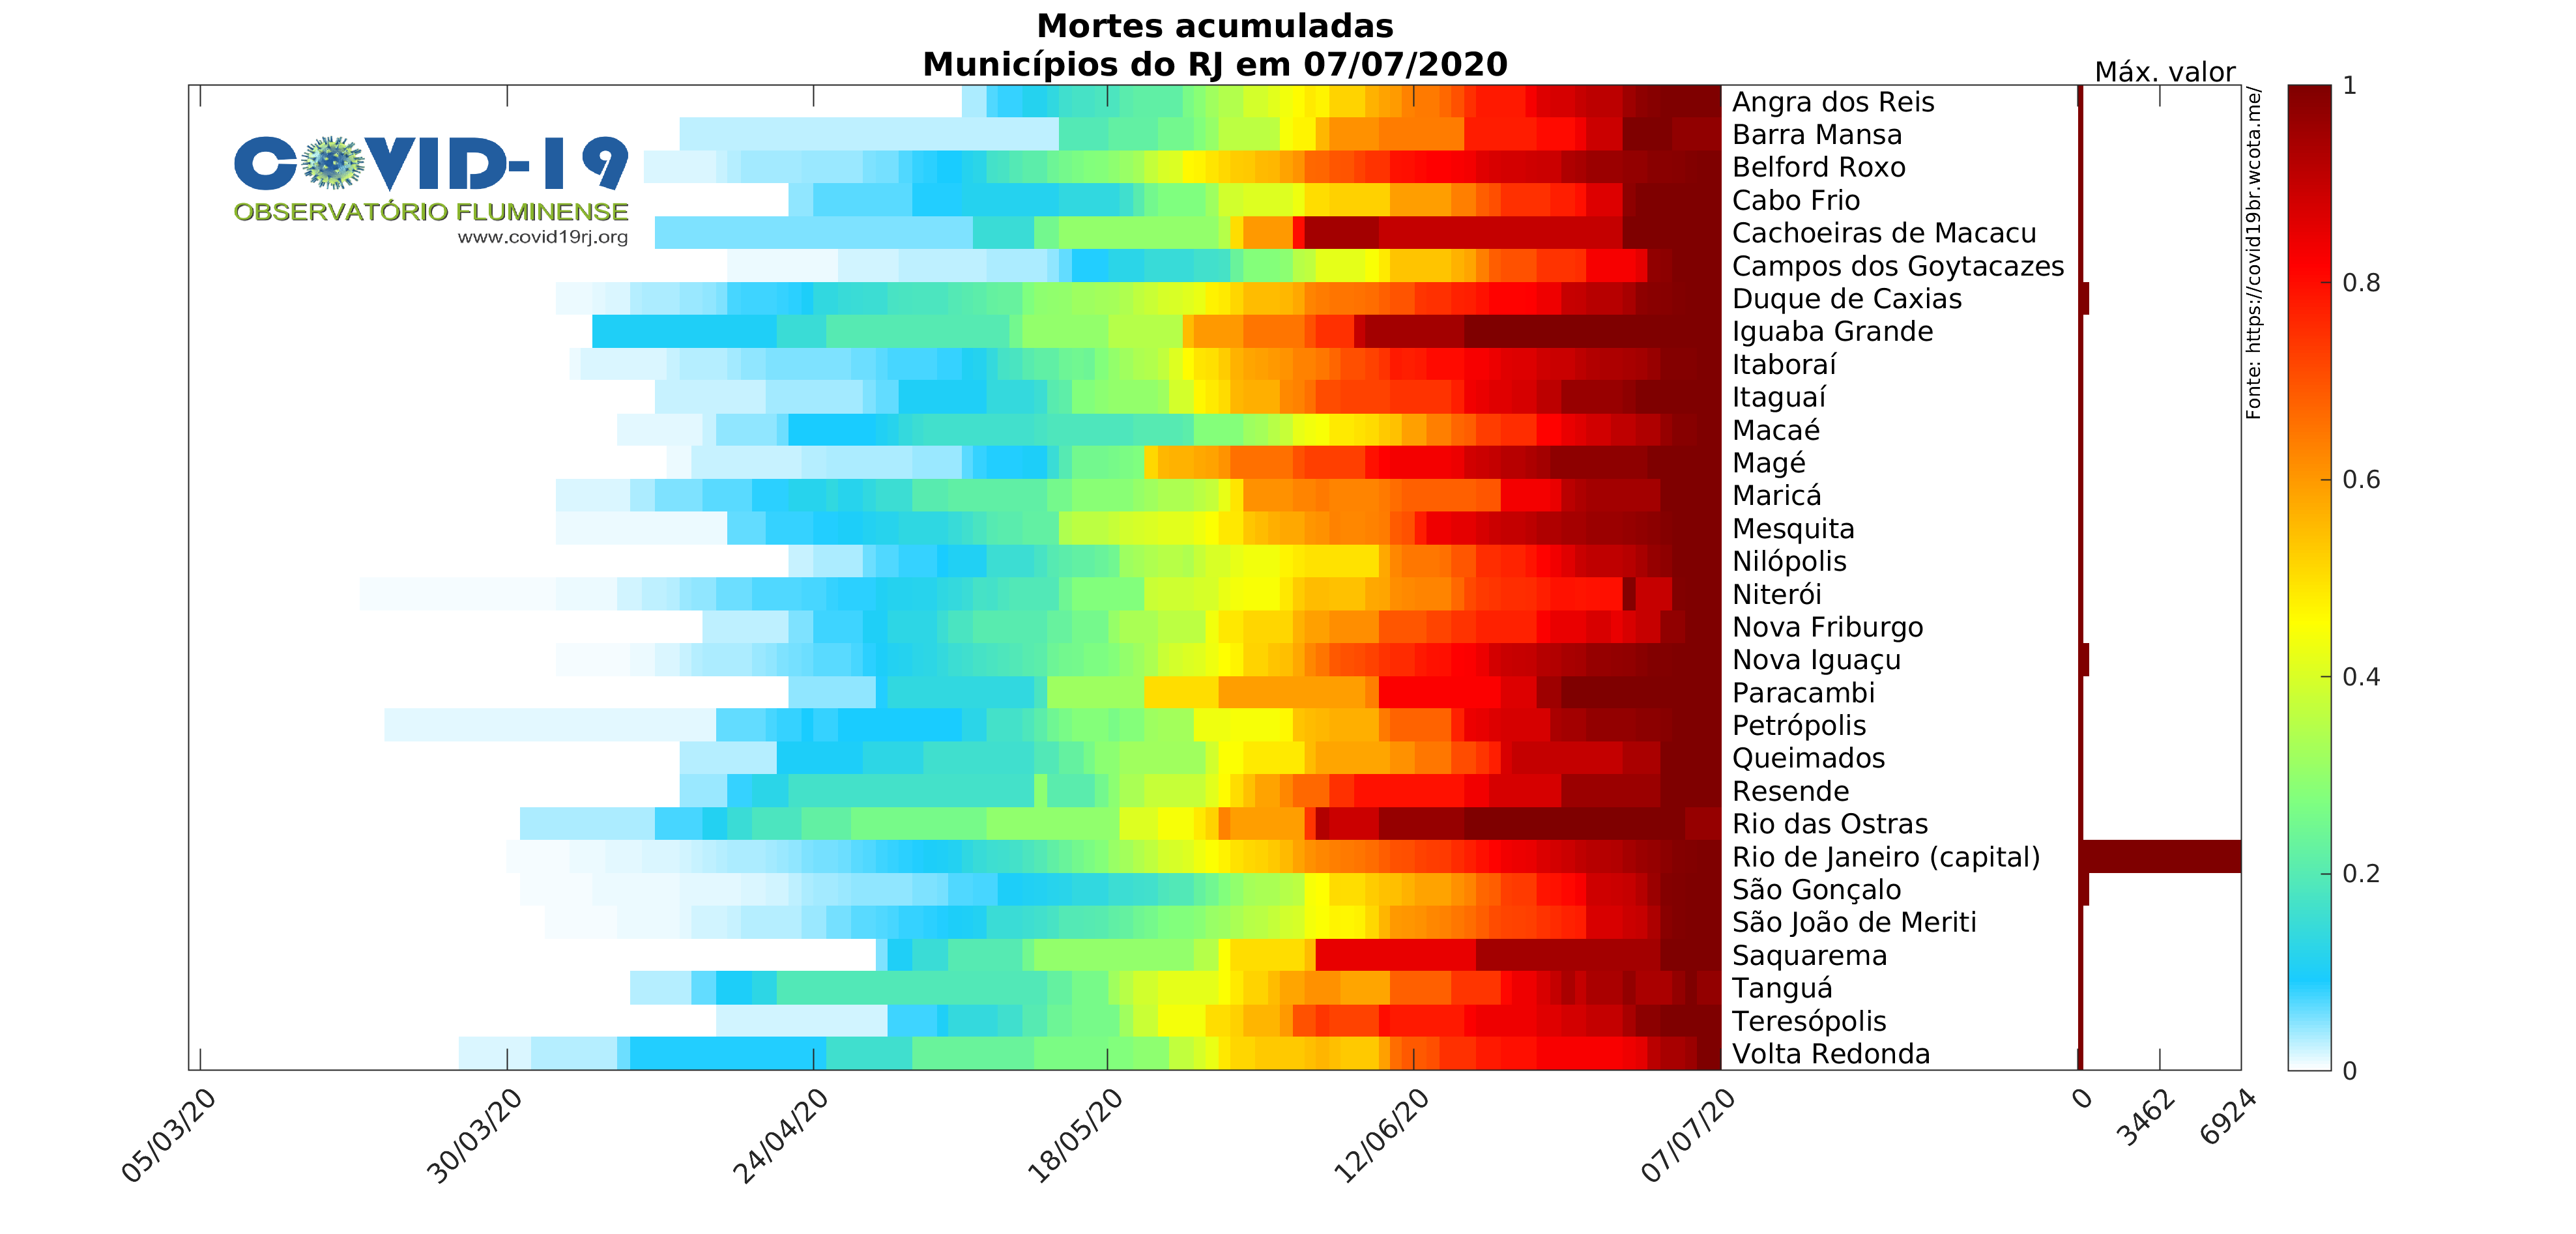 Mortes acumuladas
Municípios do RJ em 07/07/2020
Máx. valor
COVID-19
OBSERVATÓRIO FLUMINENSE
www.covid19rj.org
Angra dos Reis
Barra Mansa
Belford Roxo
Cabo Frio
Cachoeiras de Macacu
Campos dos Goytacazes
Duque de Caxias
Iguaba Grande
Itaboraí
Itaguaí
Macaé
Magé
Maricá
Mesquita
Nilópolis
Niterói
Nova Friburgo
Nova Iguaçu
Paracambi
Petrópolis
Queimados
Resende
Rio das Ostras
Rio de Janeiro (capital)
São Gonçalo
São João de Meriti
Saquarema
Tanguá
Teresópolis
Volta Redonda
Fonte: https://covid19br.wcota.me/
1
0.8
0.6
0.4
0.2
0
05/03/20
30/03/20
24/04/20
18/05/20
12/06/20
07/07/20
0
3462
6924